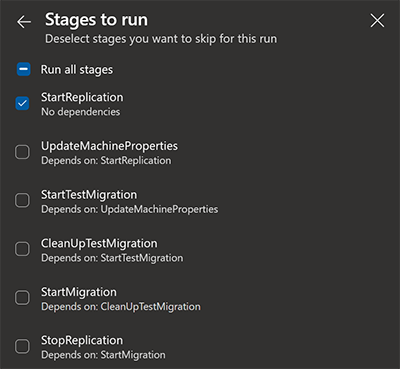 Stages to run
Deselect stages you want to skip for this run
Run all stages
StartReplication
No dependencies
UpdateMachineProperties
Depends on: StartReplication
StartTestMigration
Depends on: UpdateMachineProperties
CleanUpTestMigration
Depends on: StartTestMigration
StartMigration
Depends on: CleanUpTestMigration
StopReplication
Depends on: StartMigration